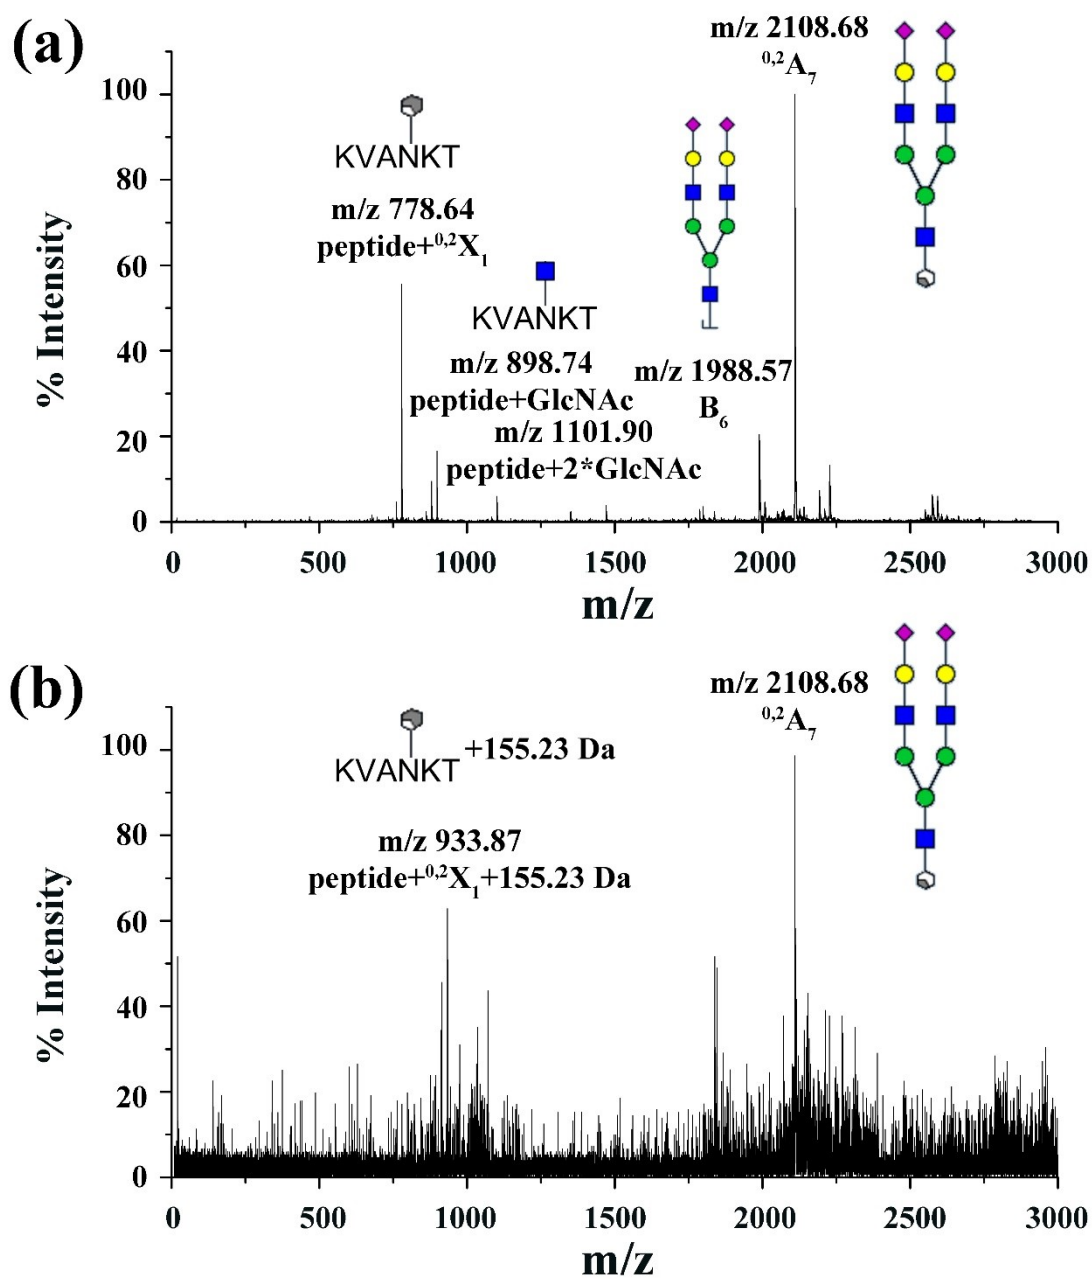 (a)
m/z 2108.68
0,2A7
KVANKT
m/z 778.64
peptide+0,2X1
KVANKT
m/z 898.74
peptide+GlcNAc
m/z 1101.90
peptide+2*GlcNAc
m/z 1988.57
B6
% Intensity
100
80
60
40
20
0
0 500 1000 1500 2000 2500 3000
m/z
(b)
m/z 2108.68
0,2A7
KVANKT +155.23 Da
m/z 933.87
peptide+0,2X1+155.23 Da
% Intensity
100
80
60
40
20
0
0 500 1000 1500 2000 2500 3000
m/z